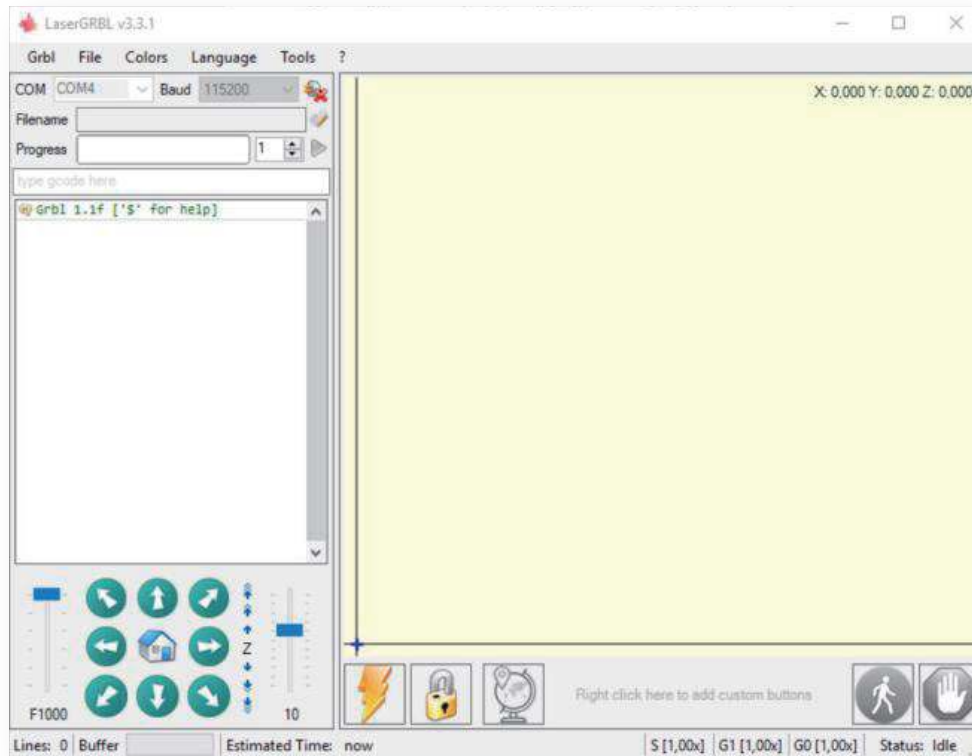 LaserGRBL v3.3.1
Grbl File Colors Language Tools ?
COM COM4 Baud 115200
X: 0,000 Y: 0,000 Z: 0,000
Filename
Progress 1
type gcode here
Grbl 1.1f ['$' for help]
Z
F1000 10
Right click here to add custom buttons
Lines: 0 Buffer Estimated Time: now S [1,00x] G1 [1,00x] G0 [1,00x] Status: Idle